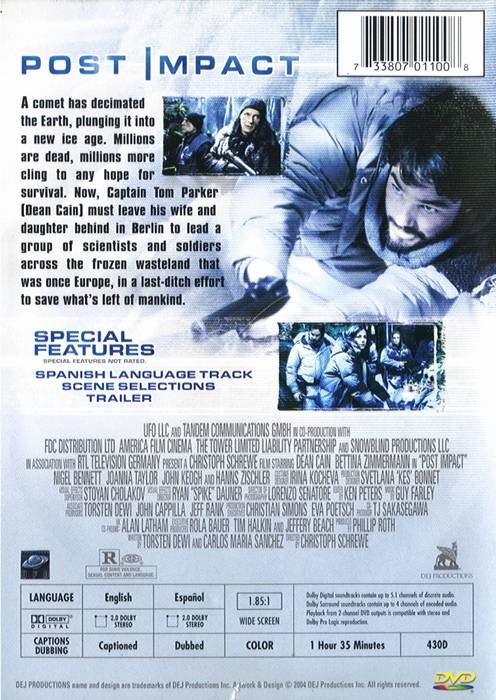 POST IMPACT
7 33807 01100 8
A comet has decimated
the Earth, plunging it into
a new ice age. Millions
are dead, millions more
cling to any hope for
survival. Now, Captain Tom Parker
(Dean Cain) must leave his wife and
daughter behind in Berlin to lead a
group of scientists and soldiers
across the frozen wasteland that
was once Europe, in a last-ditch effort
to save what's left of mankind.
SPECIAL
FEATURES
SPECIAL FEATURES NOT RATED.
SPANISH LANGUAGE TRACK
SCENE SELECTIONS
TRAILER
UFO LLC AND TANDEM COMMUNICATIONS GMBH IN CO-PRODUCTION WITH
FDC DISTRIBUTION LTD AMERICA FILM CINEMA THE TOWER LIMITED LIABILITY PARTNERSHIP AND SNOWBLIND PRODUCTIONS LLC
IN ASSOCIATION WITH RTL TELEVISION GERMANY PRESENT A CHRISTOPH SCHREWE FILM STARRING DEAN CAIN BETTINA ZIMMERMANN IN "POST IMPACT"
NIGEL BENNETT JOANNA TAYLOR JOHN KEOGH AND HANNS ZISCHLER IRINA KOCHEVA SVETLANA "KES" BONNET
STOYAN CHOLAKOV RYAN "SPIKE" DAUNER LORENZO SENATORE KEN PETERS MUSIC BY GUY FARLEY
TORSTEN DEWI JOHN CAPPILLA JEFF RANK CHRISTIAN SIMONS EVA POETSCH TJ SAKASEGAWA
ALAN LATHAM ROLA BAUER TIM HALKIN AND JEFFERY BEACH PRODUCED BY PHILLIP ROTH
WRITTEN BY TORSTEN DEWI AND CARLOS MARIA SANCHEZ DIRECTED BY CHRISTOPH SCHREWE
R RESTRICTED
FOR SOME VIOLENCE,
SEXUAL CONTENT AND LANGUAGE.
DEJ PRODUCTIONS
LANGUAGE English Español
DOLBY DIGITAL 2.0 DOLBY STEREO 2.0 DOLBY STEREO
CAPTIONS DUBBING Captioned Dubbed
1.85:1
WIDE SCREEN
COLOR
Dolby Digital soundtracks contain up to 5.1 channels of discrete audio.
Dolby Surround soundtracks contain up to 4 channels of encoded audio.
Playback from 2-channel DVD outputs is compatible with stereo and
Dolby Pro Logic reproduction.
1 Hour 35 Minutes
430D
DEJ PRODUCTIONS name and design are trademarks of DEJ Productions Inc. Artwork & Design © 2004 DEJ Productions Inc. All rights reserved.
DVD